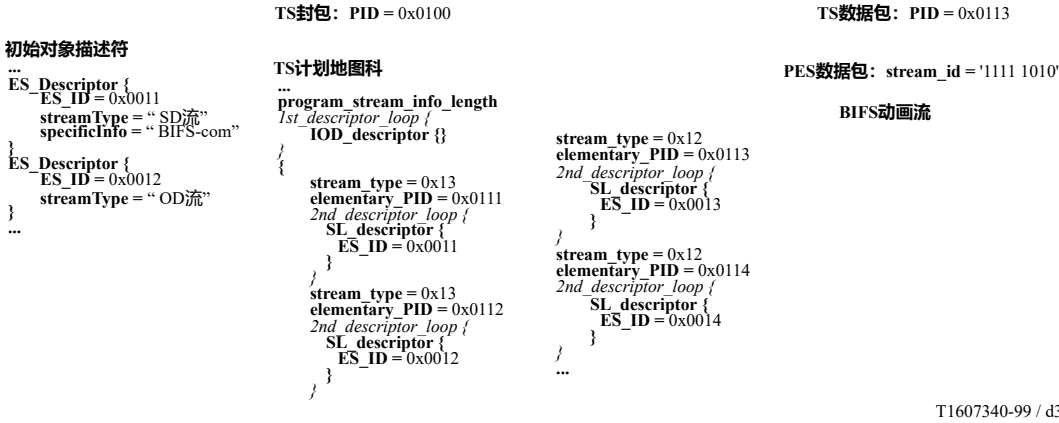 TS封包：PID = 0x0100
TS数据包：PID = 0x0113
初始对象描述符
...
ES_Descriptor {
ES_ID = 0x0011
streamType = “ SD流”
specificInfo = “ BIFS-com”
}
ES_Descriptor {
ES_ID = 0x0012
streamType = “ OD流”
}
...
TS计划地图科
...
program_stream_info_length
1st_descriptor_loop {
IOD_descriptor {}
}
{
stream_type = 0x13
elementary_PID = 0x0111
2nd_descriptor_loop {
SL_descriptor {
ES_ID = 0x0011
}
}
stream_type = 0x13
elementary_PID = 0x0112
2nd_descriptor_loop {
SL_descriptor {
ES_ID = 0x0012
}
}
stream_type = 0x12
elementary_PID = 0x0113
2nd_descriptor_loop {
SL_descriptor {
ES_ID = 0x0013
}
}
stream_type = 0x12
elementary_PID = 0x0114
2nd_descriptor_loop {
SL_descriptor {
ES_ID = 0x0014
}
}
...
PES数据包：stream_id = '1111 1010'
BIFS动画流
T1607340-99 / d3